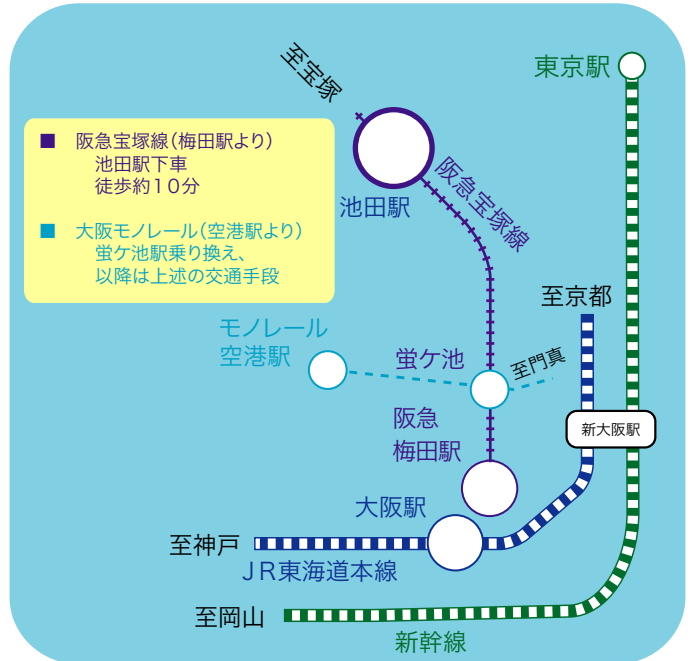 至宝塚
東京駅
■ 阪急宝塚線(梅田駅より)
池田駅下車
徒歩約１０分
■ 大阪モノレール(空港駅より)
蛍ケ池駅乗り換え、
以降は上述の交通手段
阪急宝塚線
池田駅
至京都
モノレール
空港駅
蛍ケ池
至門真
阪急
梅田駅
新大阪駅
大阪駅
至神戸
ＪＲ東海道本線
至岡山
新幹線